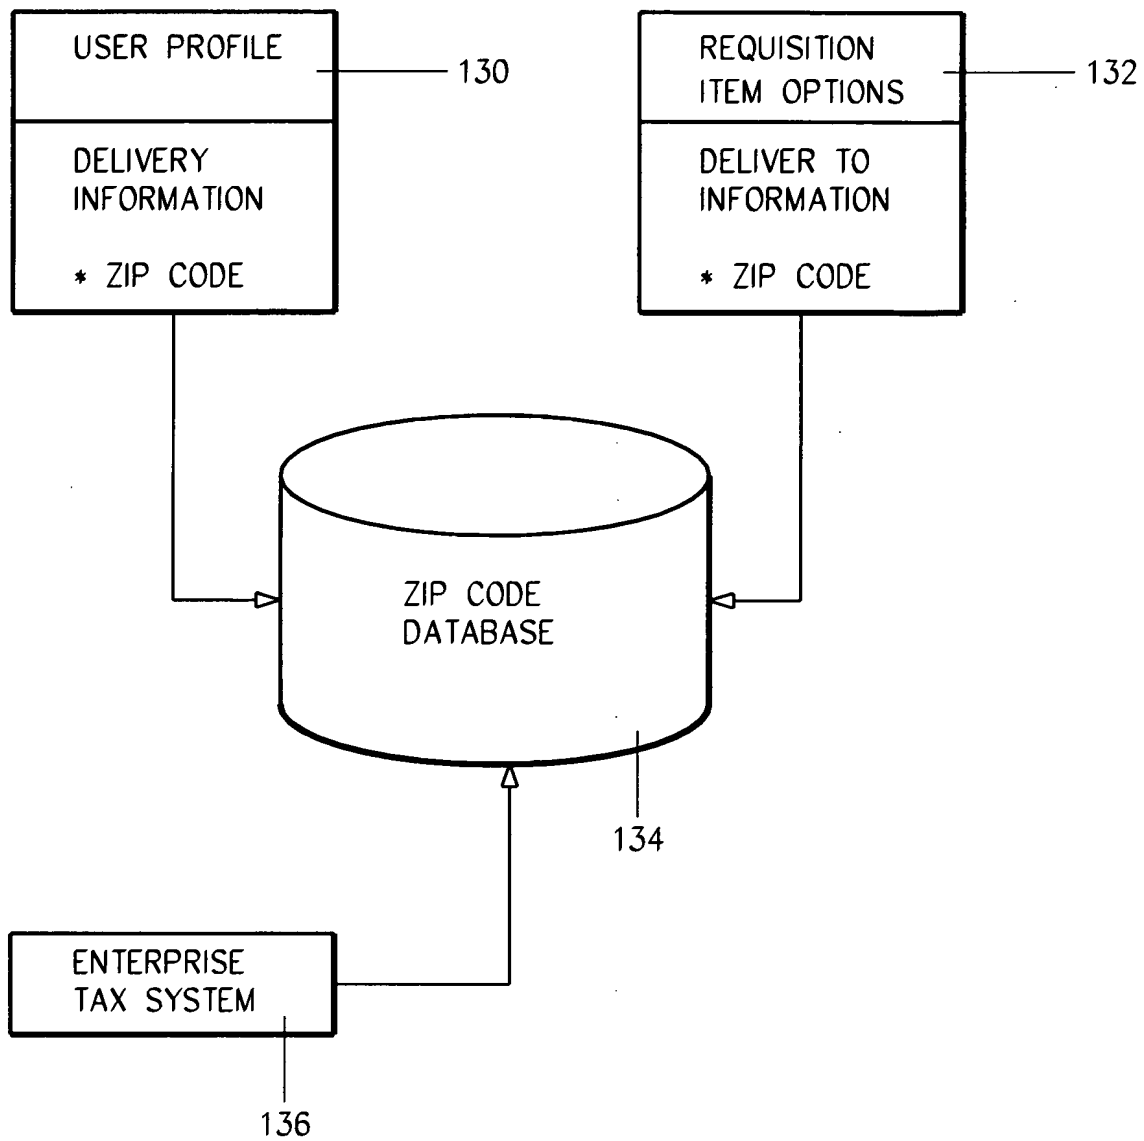 USER PROFILE
130
DELIVERY
INFORMATION
* ZIP CODE
REQUISITION
ITEM OPTIONS
132
DELIVER TO
INFORMATION
* ZIP CODE
ZIP CODE
DATABASE
134
ENTERPRISE
TAX SYSTEM
136